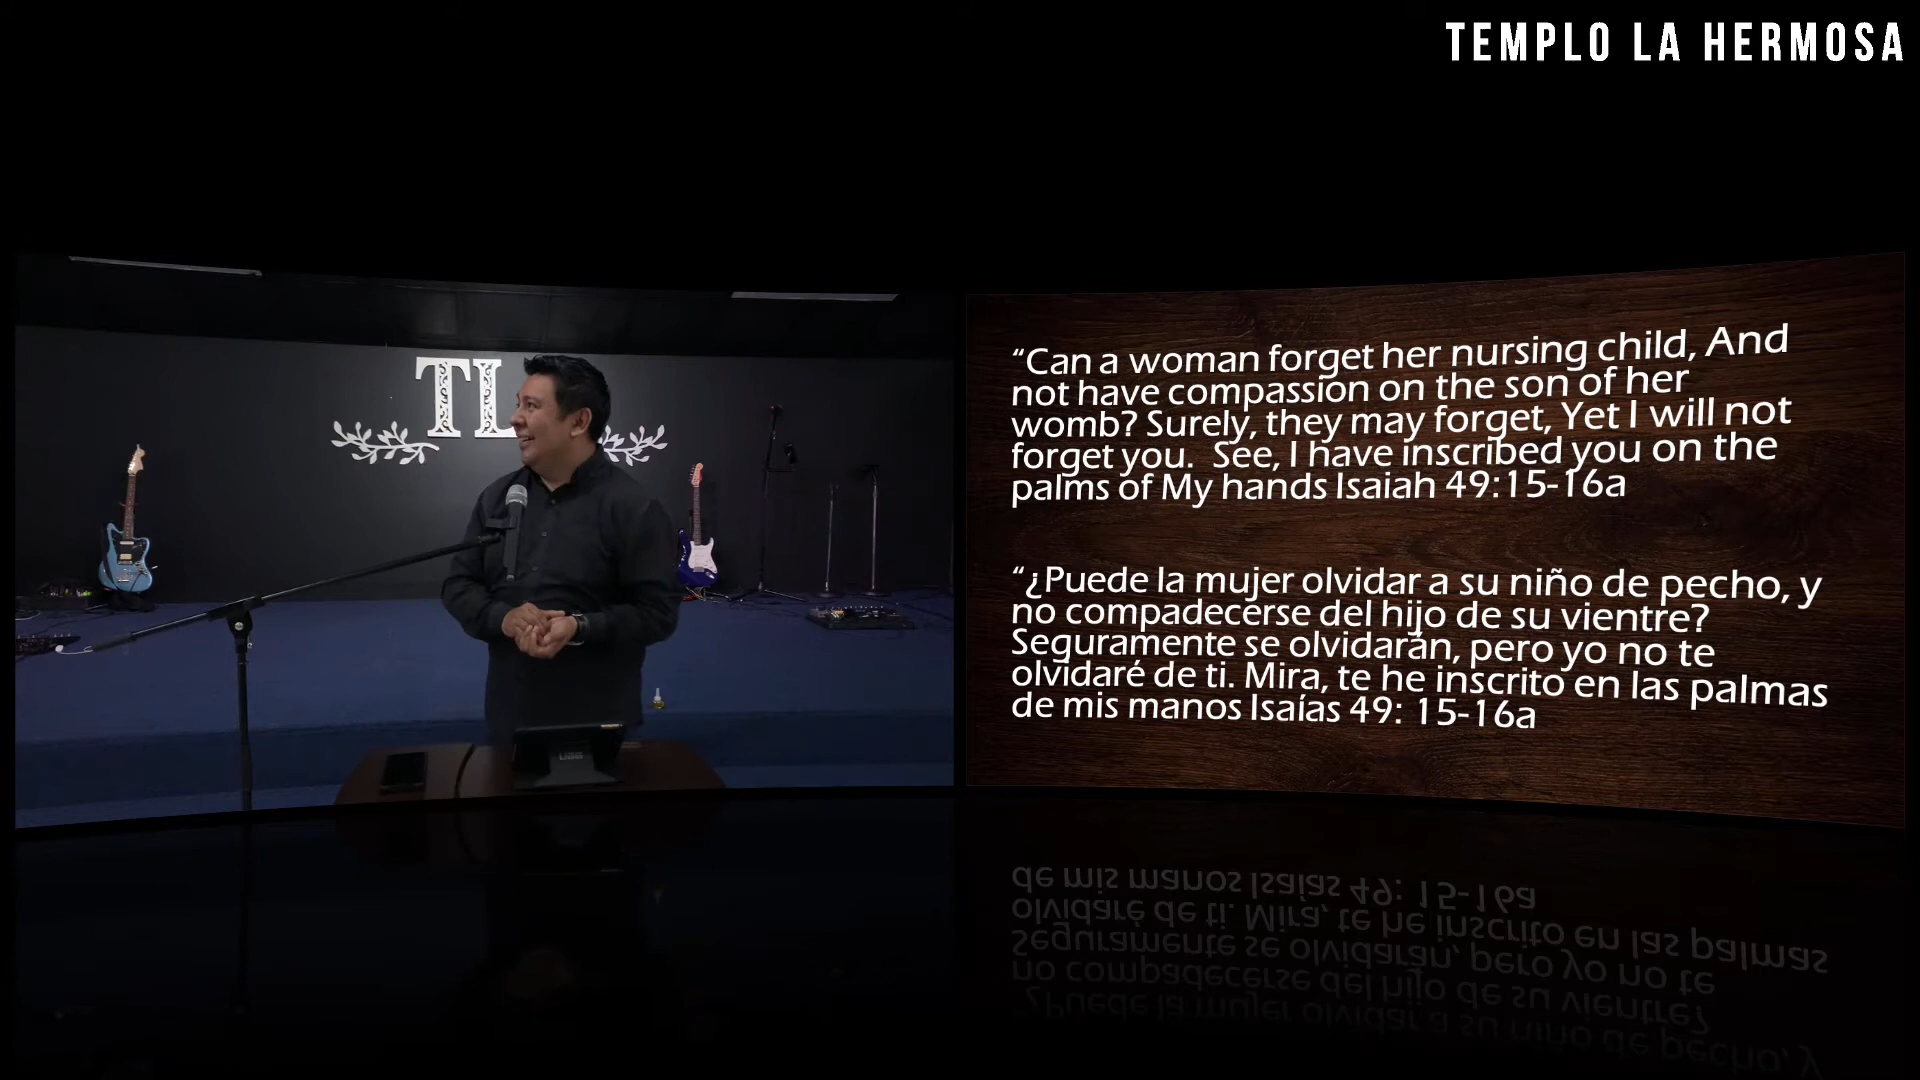 TEMPLO LA HERMOSA
TL
“Can a woman forget her nursing child, And
not have compassion on the son of her
womb? Surely, they may forget, Yet I will not
forget you. See, I have inscribed you on the
palms of My hands Isaiah 49:15-16a
“¿Puede la mujer olvidar a su niño de pecho, y
no compadecerse del hijo de su vientre?
Seguramente se olvidarán, pero yo no te
olvidaré de ti. Mira, te he inscrito en las palmas
de mis manos Isaías 49: 15-16a